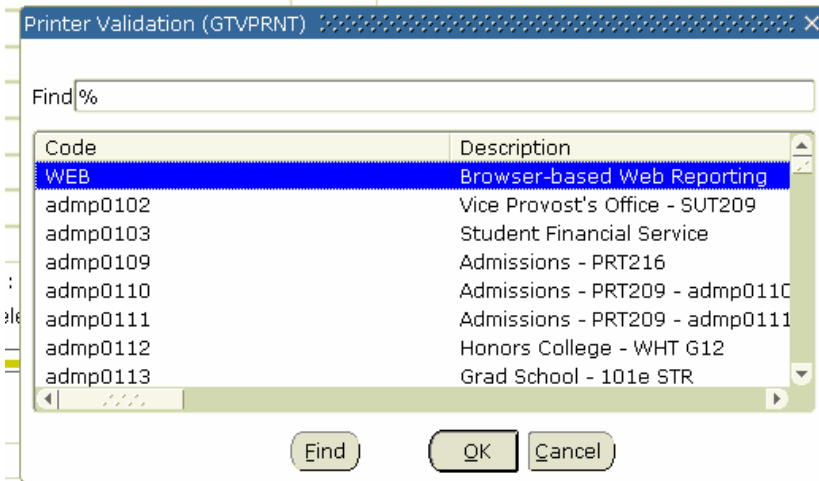 Printer Validation (GTVPRNT)
Find %
Code Description
WEB Browser-based Web Reporting
admp0102 Vice Provost's Office - SUT209
admp0103 Student Financial Service
admp0109 Admissions - PRT216
:
admp0110 Admissions - PRT209 - admp0110
ele
admp0111 Admissions - PRT209 - admp0111
admp0112 Honors College - WHT G12
admp0113 Grad School - 101e STR
Find OK Cancel